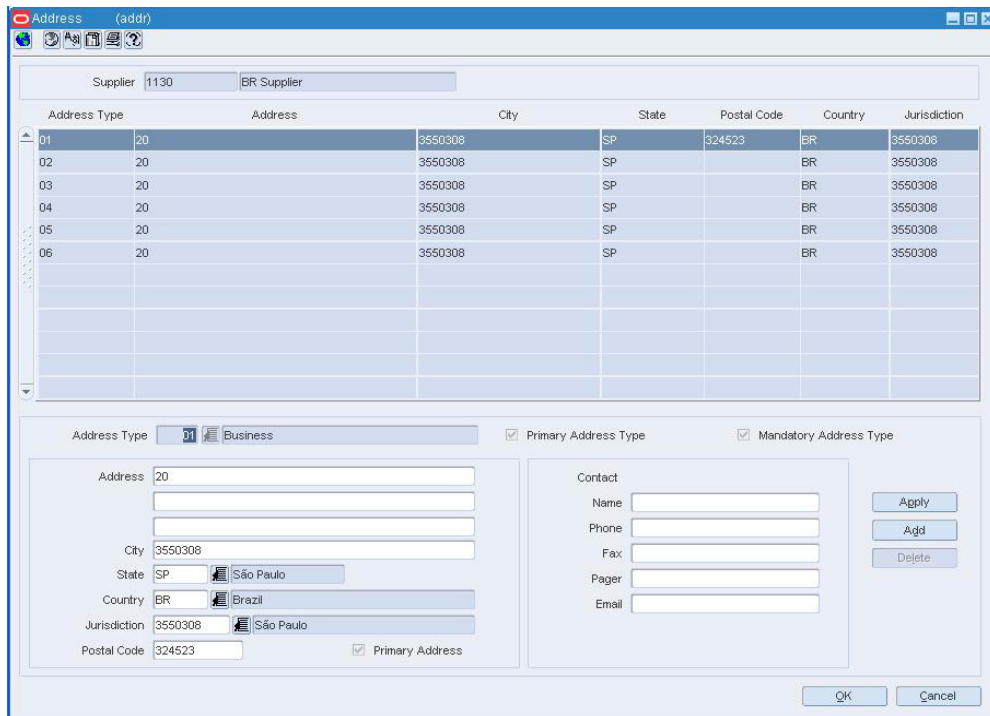 Address (addr)
Supplier 1130 BR Supplier
Address Type Address City State Postal Code Country Jurisdiction
01 20 3550308 SP 324523 BR 3550308
02 20 3550308 SP BR 3550308
03 20 3550308 SP BR 3550308
04 20 3550308 SP BR 3550308
05 20 3550308 SP BR 3550308
06 20 3550308 SP BR 3550308
Address Type 01 Business Primary Address Type Mandatory Address Type
Address 20
City 3550308
State SP São Paulo
Country BR Brazil
Jurisdiction 3550308 São Paulo
Postal Code 324523 Primary Address
Contact
Name
Phone
Fax
Pager
Email
Apply
Add
Delete
OK Cancel